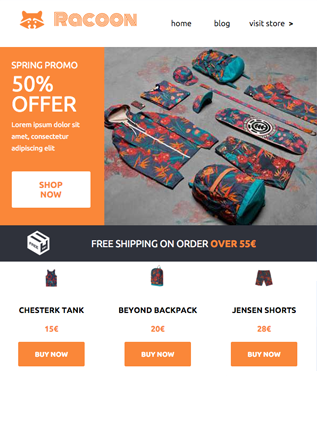 Racoon
home blog visit store >
SPRING PROMO
50%
OFFER
Lorem ipsum dolor sit
amet, consectetur
adipiscing elit
SHOP
NOW
FREE SHIPPING ON ORDER OVER 55€
CHESTERK TANK
15€
BUY NOW
BEYOND BACKPACK
20€
BUY NOW
JENSEN SHORTS
28€
BUY NOW